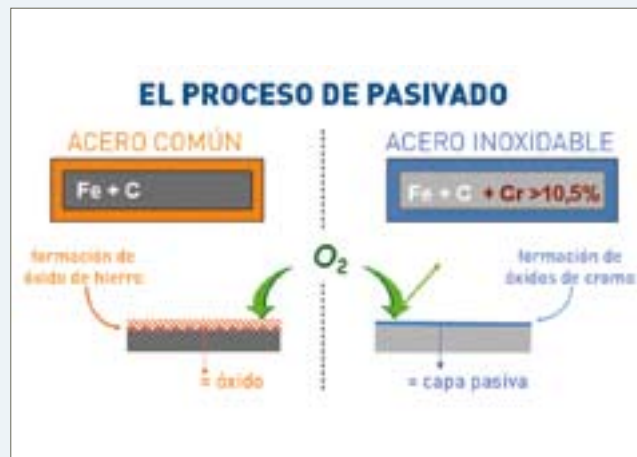 EL PROCESO DE PASIVADO
ACERO COMÚN
Fe + C
ACERO INOXIDABLE
Fe + C + Cr >10,5%
O2
formación de
óxido de hierro
= óxido
formación de
óxidos de cromo
= capa pasiva